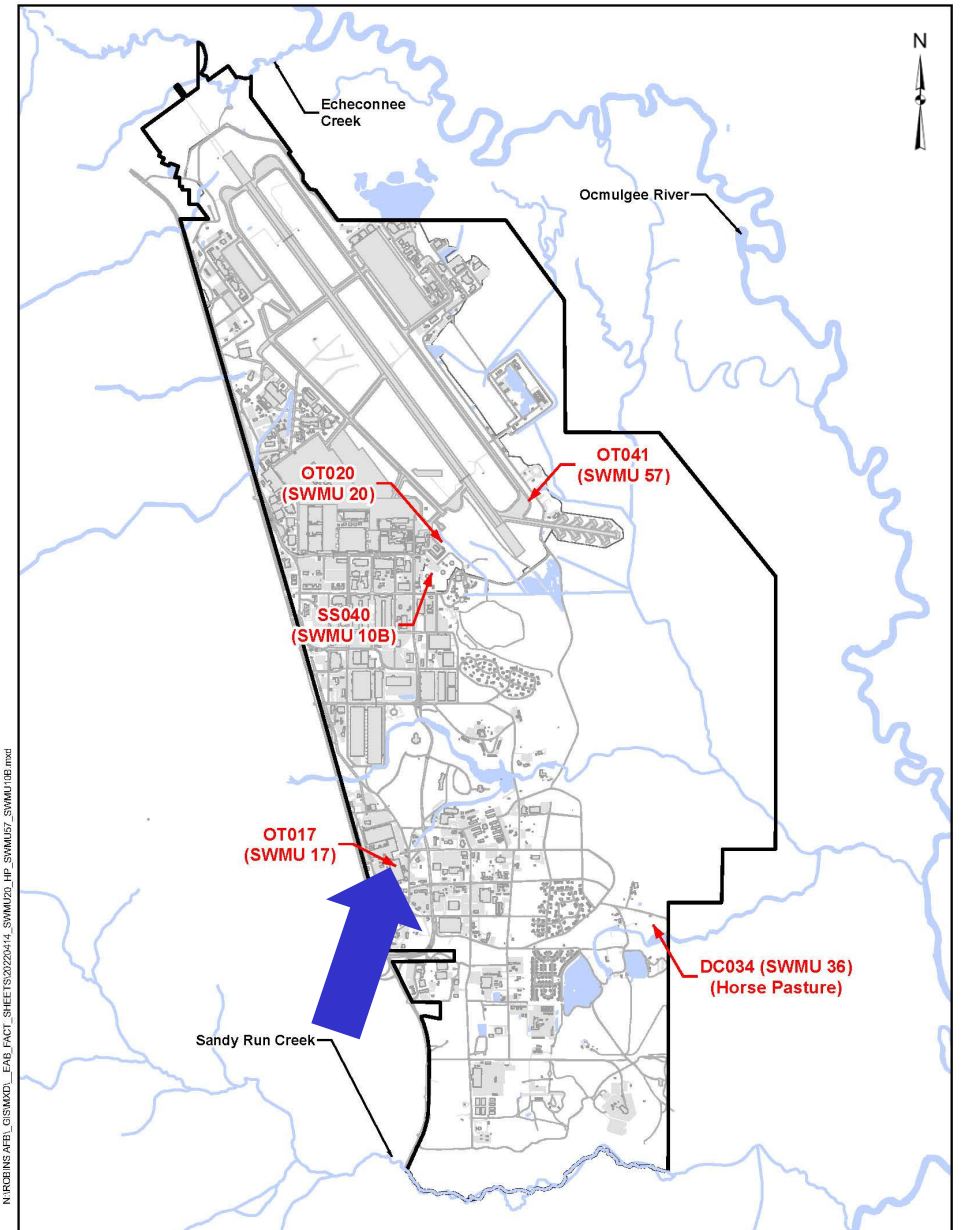 N
Echeconnee
Creek
Ocmulgee River
OT041
(SWMU 57)
OT020
(SWMU 20)
SS040
(SWMU 10B)
OT017
(SWMU 17)
DC034 (SWMU 36)
(Horse Pasture)
Sandy Run Creek
N:\ROBINS AFB\_GIS\MXD\__EAB_FACT_SHEETS\20220414_SWMU20_HP_SWMU57_SWMU10B.mxd